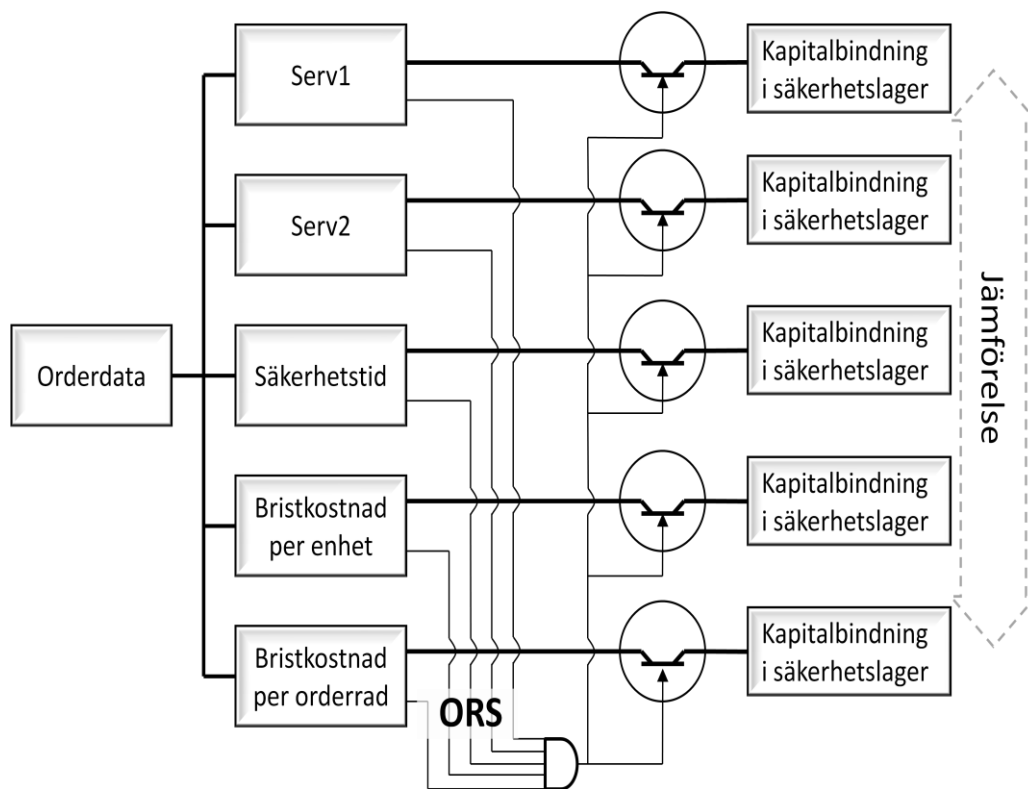 Orderdata
Serv1
Serv2
Säkerhetstid
Bristkostnad
per enhet
Bristkostnad
per orderrad
ORS
Kapitalbindning
i säkerhetslager
Kapitalbindning
i säkerhetslager
Kapitalbindning
i säkerhetslager
Kapitalbindning
i säkerhetslager
Kapitalbindning
i säkerhetslager
Jämförelse